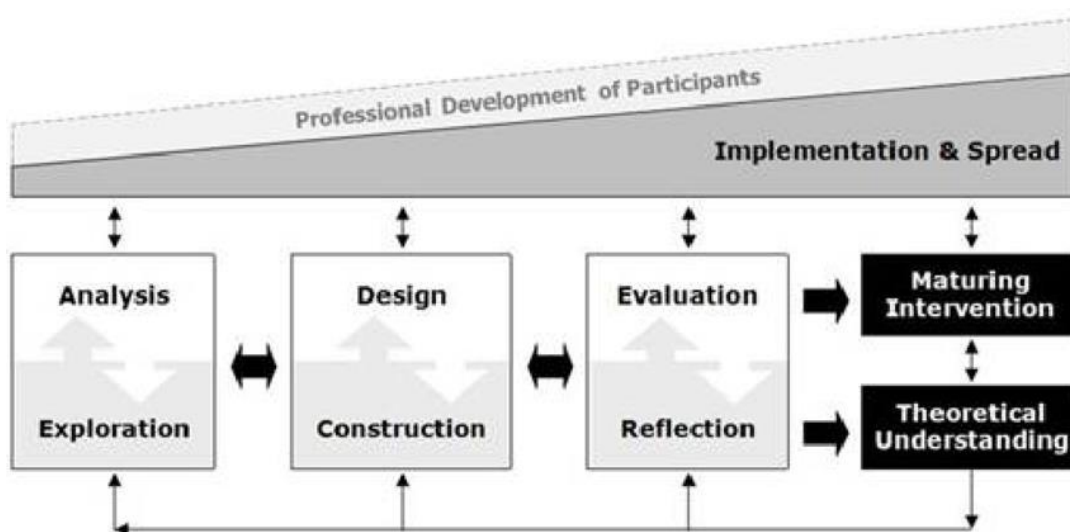 Professional Development of Participants
Implementation & Spread
Analysis
Exploration
Design
Construction
Evaluation
Reflection
Maturing
Intervention
Theoretical
Understanding